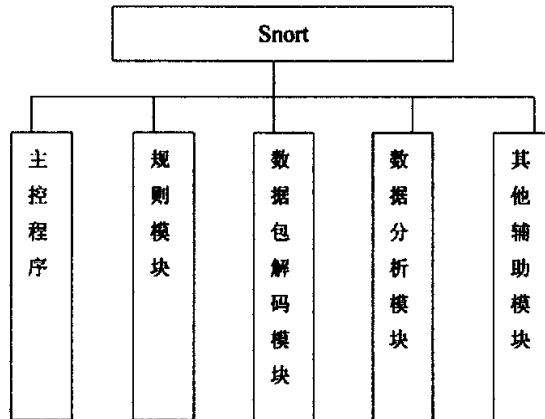 Snort
主控程序
规则模块
数据包解码模块
数据分析模块
其他辅助模块